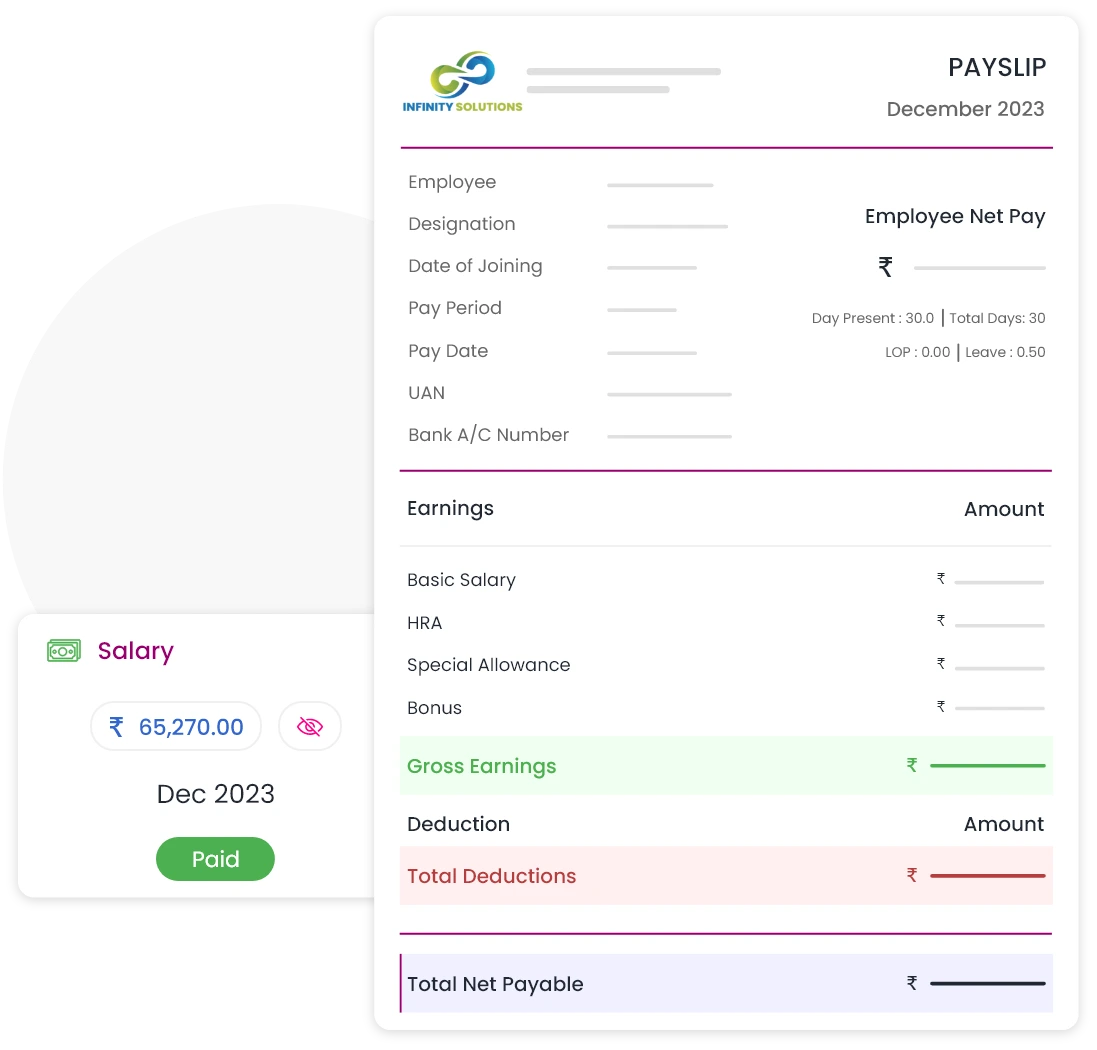 INFINITY SOLUTIONS
PAYSLIP
December 2023
Employee
Designation
Date of Joining
Pay Period
Pay Date
UAN
Bank A/C Number
Employee Net Pay
₹
Day Present : 30.0 | Total Days: 30
LOP : 0.00 | Leave : 0.50
Earnings Amount
Basic Salary ₹
HRA ₹
Special Allowance ₹
Bonus ₹
Gross Earnings ₹
Deduction Amount
Total Deductions ₹
Total Net Payable ₹
Salary
₹ 65,270.00
Dec 2023
Paid